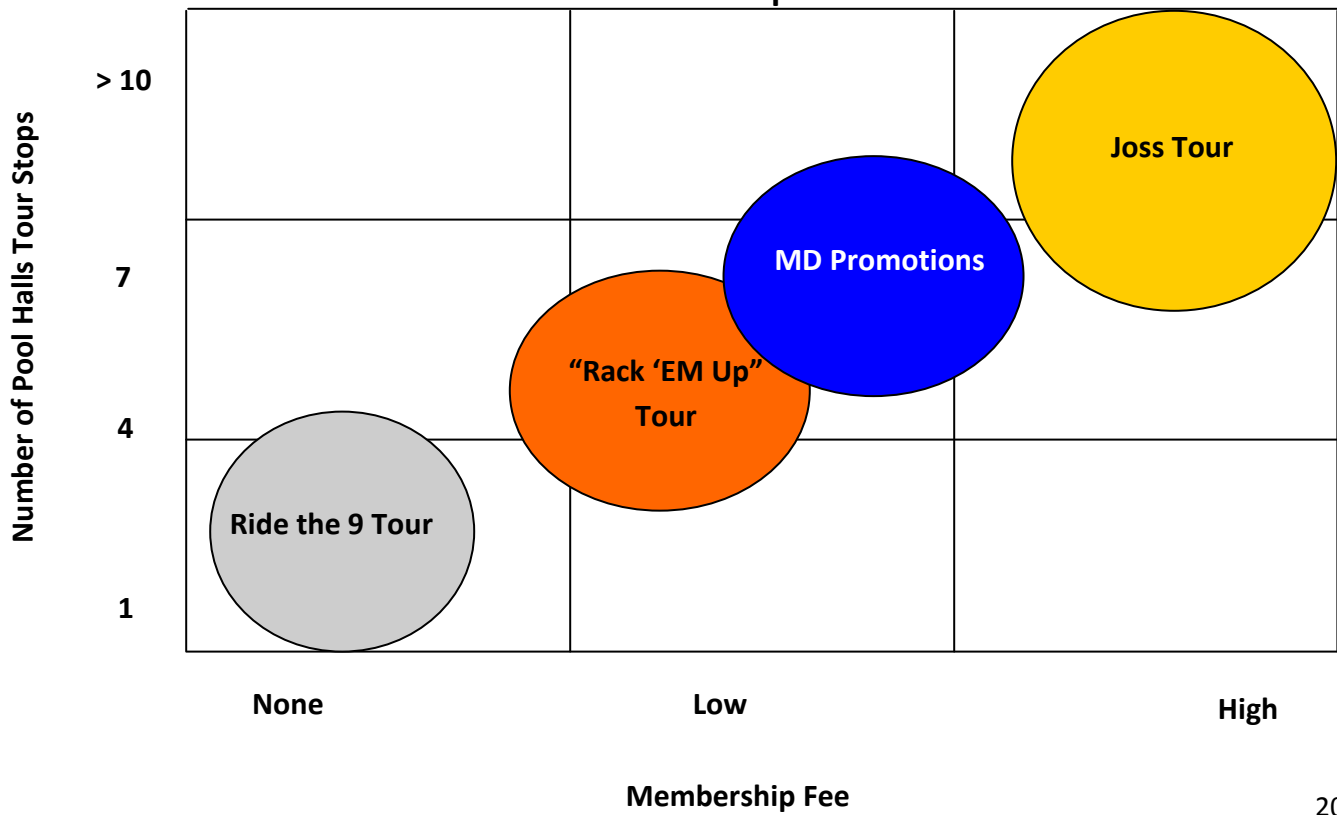 > 10
Joss Tour
MD Promotions
7
“Rack ‘EM Up”
Tour
4
Ride the 9 Tour
1
Number of Pool Halls Tour Stops
None
Low
High
Membership Fee
20